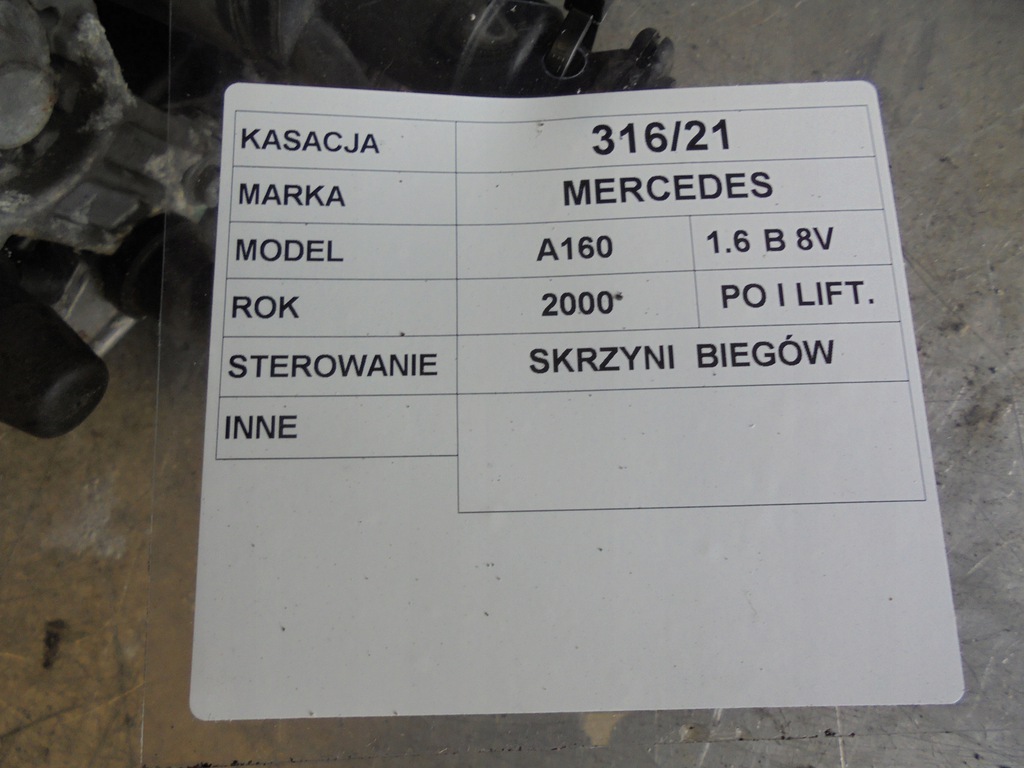 KASACJA 316/21
MARKA MERCEDES
MODEL A160 1.6 B 8V
ROK 2000 PO I LIFT.
STEROWANIE SKRZYNI BIEGÓW
INNE